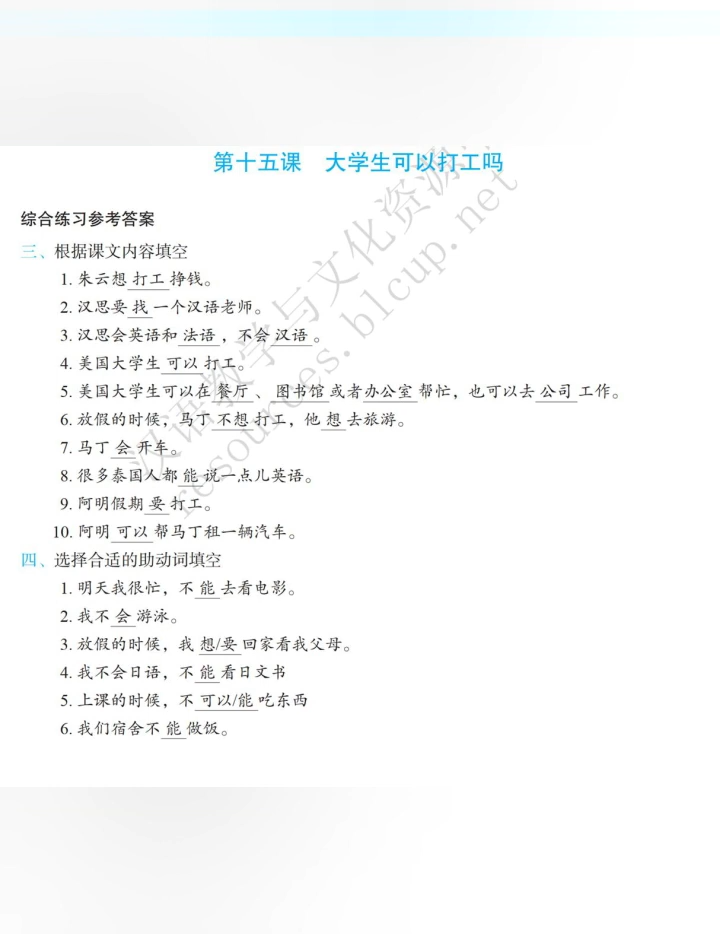 第十五课 大学生可以打工吗
综合练习参考答案
三、根据课文内容填空
1. 朱云想 打工 挣钱。
2. 汉思要 找 一个汉语老师。
3. 汉思会英语和 法语 ，不会 汉语 。
4. 美国大学生 可以 打工。
5. 美国大学生可以在 餐厅 、 图书馆 或者 办公室 帮忙，也可以去 公司 工作。
6. 放假的时候，马丁 不想 打工，他 想 去旅游。
7. 马丁 会 开车。
8. 很多泰国人都 能 说一点儿英语。
9. 阿明假期 要 打工。
10. 阿明 可以 帮马丁租一辆汽车。
四、选择合适的助动词填空
1. 明天我很忙，不 能 去看电影。
2. 我不 会 游泳。
3. 放假的时候，我 想/要 回家看我父母。
4. 我不会日语，不 能 看日文书
5. 上课的时候，不 可以/能 吃东西
6. 我们宿舍不 能 做饭。
汉语教学与文化资源
resources.blcup.net